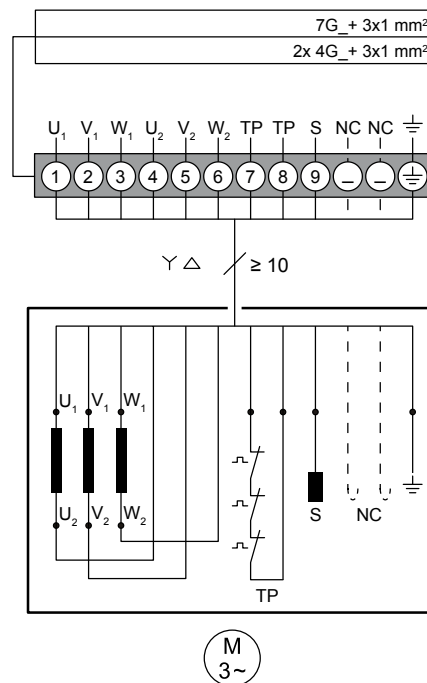 7G_+ 3x1 mm²
2x 4G_+ 3x1 mm²
U₁ V₁ W₁ U₂ V₂ W₂ TP TP S NC NC
1 2 3 4 5 6 7 8 9 _ _
≥ 10
U₁ V₁ W₁
U₂ V₂ W₂
S NC
TP
M
3~